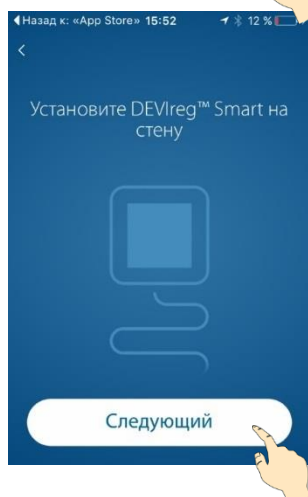 Назад к: «App Store» 15:52 12 %
Установите DEVIreg™ Smart на
стену
Следующий